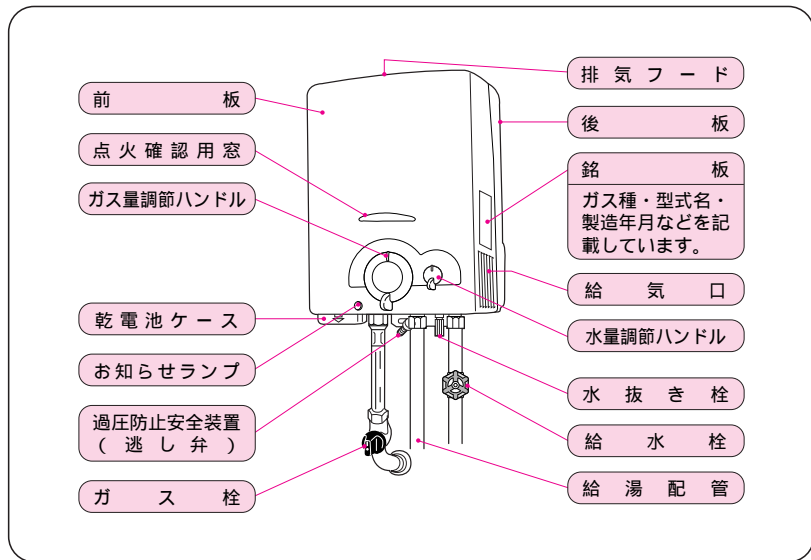 前板
点火確認用窓
ガス量調節ハンドル
乾電池ケース
お知らせランプ
過圧防止安全装置
(逃し弁)
ガス栓
排気フード
後板
銘板
ガス種・型式名・
製造年月などを記
載しています。
給気口
水量調節ハンドル
水抜き栓
給水栓
給湯配管